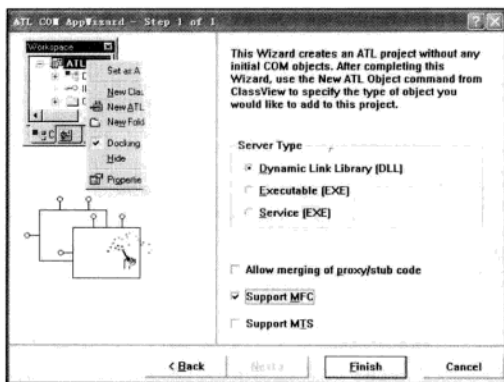 ATL COM AppWizard - Step 1 of 1
Workspace
ATL
Set as A
New Clas
New ATL
New Fold
Docking
Hide
Propertie
This Wizard creates an ATL project without any
initial COM objects. After completing this
Wizard, use the New ATL Object command from
ClassView to specify the type of object you
would like to add to this project.
Server Type
Dynamic Link Library (DLL)
Executable (EXE)
Service (EXE)
Allow merging of proxy/stub code
Support MFC
Support MTS
< Back
Next >
Finish
Cancel